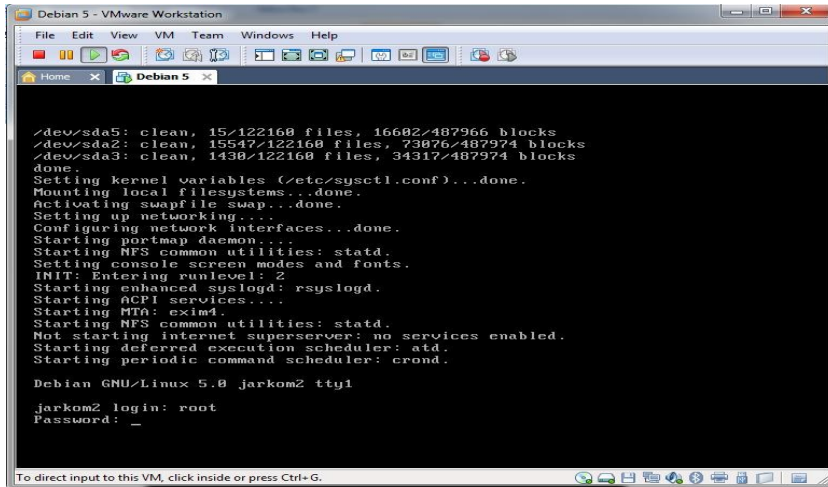 Debian 5 - VMware Workstation
File Edit View VM Team Windows Help
Home Debian 5
/dev/sda5: clean, 15/122160 files, 16602/487966 blocks
/dev/sda2: clean, 15547/122160 files, 73076/487974 blocks
/dev/sda3: clean, 1430/122160 files, 34317/487974 blocks
done.
Setting kernel variables (/etc/sysctl.conf)...done.
Mounting local filesystems...done.
Activating swapfile swap...done.
Setting up networking....
Configuring network interfaces...done.
Starting portmap daemon....
Starting NFS common utilities: statd.
Setting console screen modes and fonts.
INIT: Entering runlevel: 2
Starting enhanced syslogd: rsyslogd.
Starting ACPI services....
Starting MTA: exim4.
Starting NFS common utilities: statd.
Not starting internet superserver: no services enabled.
Starting deferred execution scheduler: atd.
Starting periodic command scheduler: crond.
Debian GNU/Linux 5.0 jarkom2 tty1
jarkom2 login: root
Password: _
To direct input to this VM, click inside or press Ctrl+G.